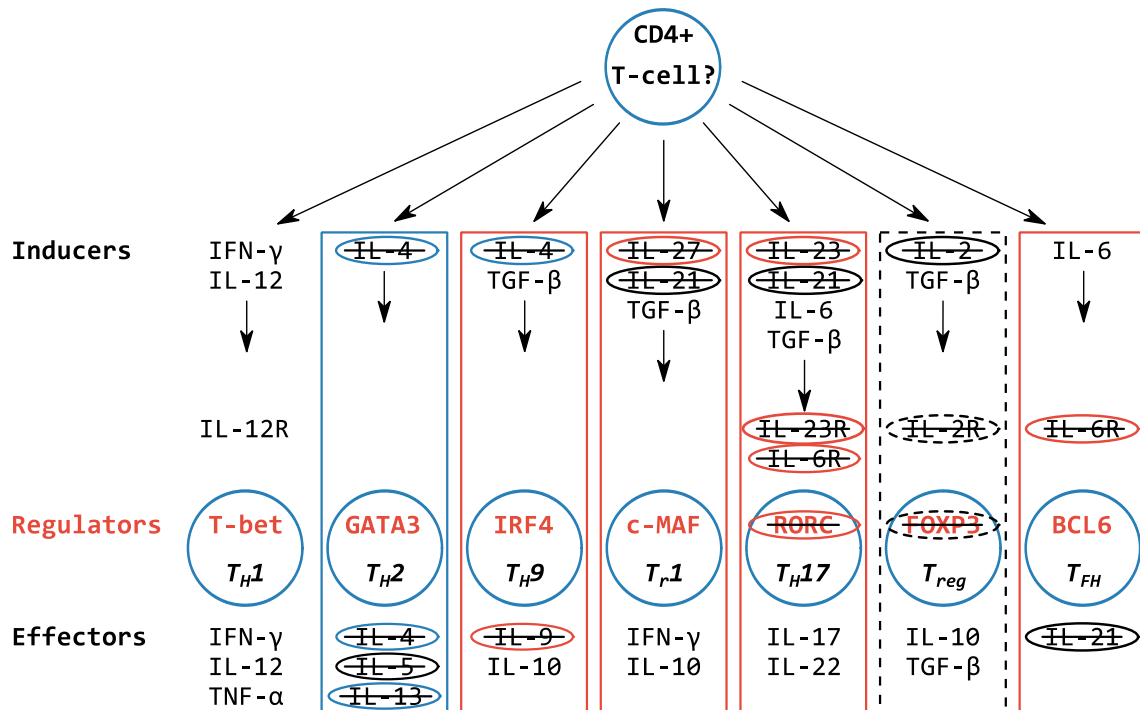 CD4+
T-cell?
Inducers IFN-γ IL-4 IL-4 IL-27 IL-23 IL-2 IL-6
IL-12 TGF-β IL-21 IL-21 TGF-β
TGF-β IL-6
TGF-β
IL-12R IL-23R IL-2R IL-6R
IL-6R
Regulators T-bet GATA3 IRF4 c-MAF RORC FOXP3 BCL6
TH1 TH2 TH9 Tr1 TH17 Treg TFH
Effectors IFN-γ IL-4 IL-9 IFN-γ IL-17 IL-10 IL-21
IL-12 IL-5 IL-10 IL-10 IL-22 TGF-β
TNF-α IL-13